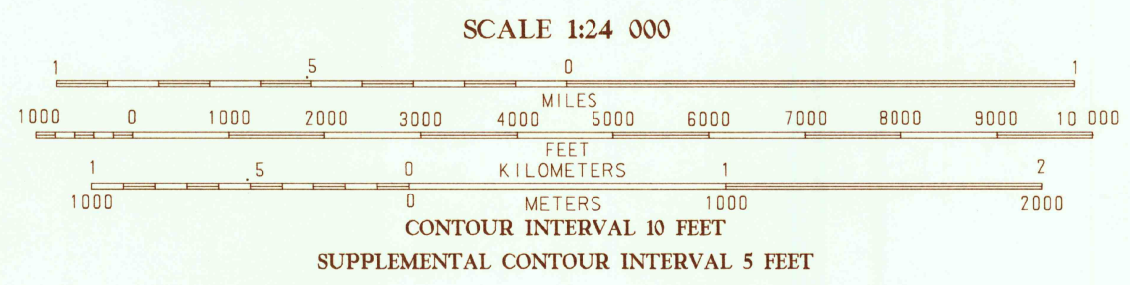 SCALE 1:24 000
1 .5 0 1
MILES
1000 0 1000 2000 3000 4000 5000 6000 7000 8000 9000 10 000
FEET
1 .5 0 KILOMETERS 1 2
1000 0 METERS 1000 2000
CONTOUR INTERVAL 10 FEET
SUPPLEMENTAL CONTOUR INTERVAL 5 FEET